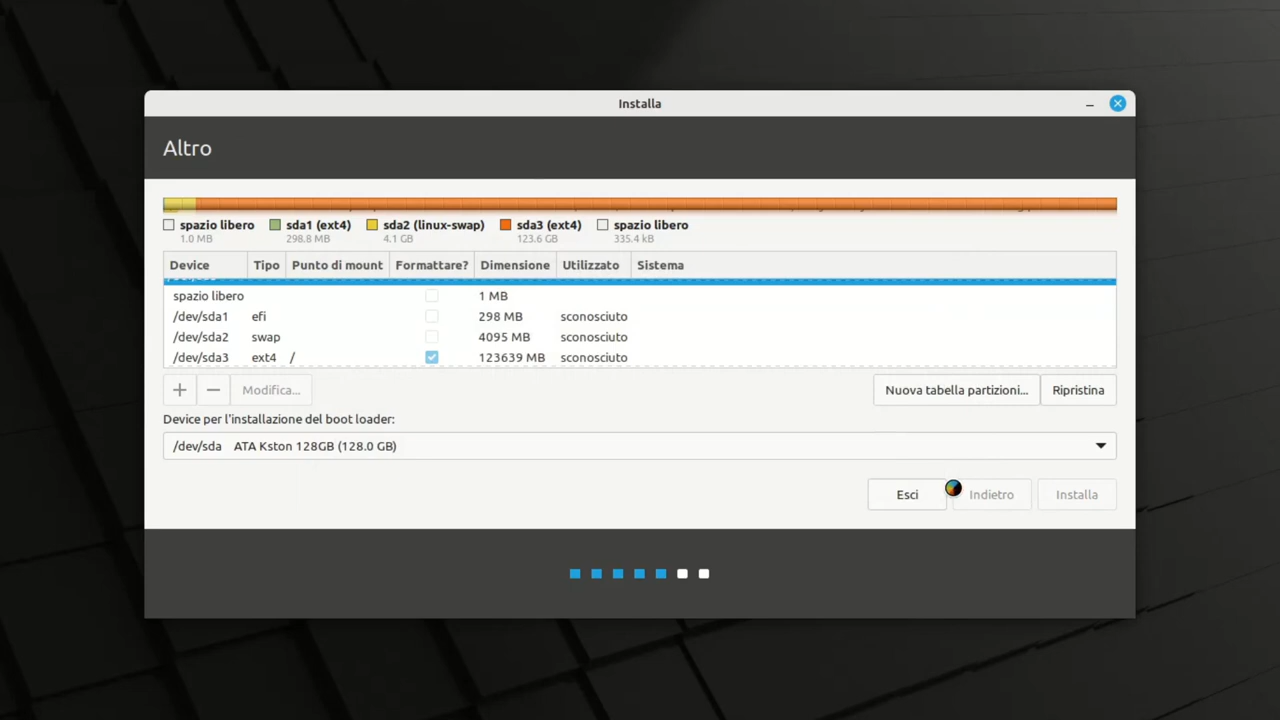 Installa
Altro
spazio libero sda1 (ext4) sda2 (linux-swap) sda3 (ext4) spazio libero
1.0 MB 298.8 MB 4.1 GB 123.6 GB 335.4 kB
Device Tipo Punto di mount Formattare? Dimensione Utilizzato Sistema
spazio libero 1 MB
/dev/sda1 efi 298 MB sconosciuto
/dev/sda2 swap 4095 MB sconosciuto
/dev/sda3 ext4 / 123639 MB sconosciuto
+ − Modifica... Nuova tabella partizioni... Ripristina
Device per l'installazione del boot loader:
/dev/sda ATA Kston 128GB (128.0 GB)
Esci Indietro Installa